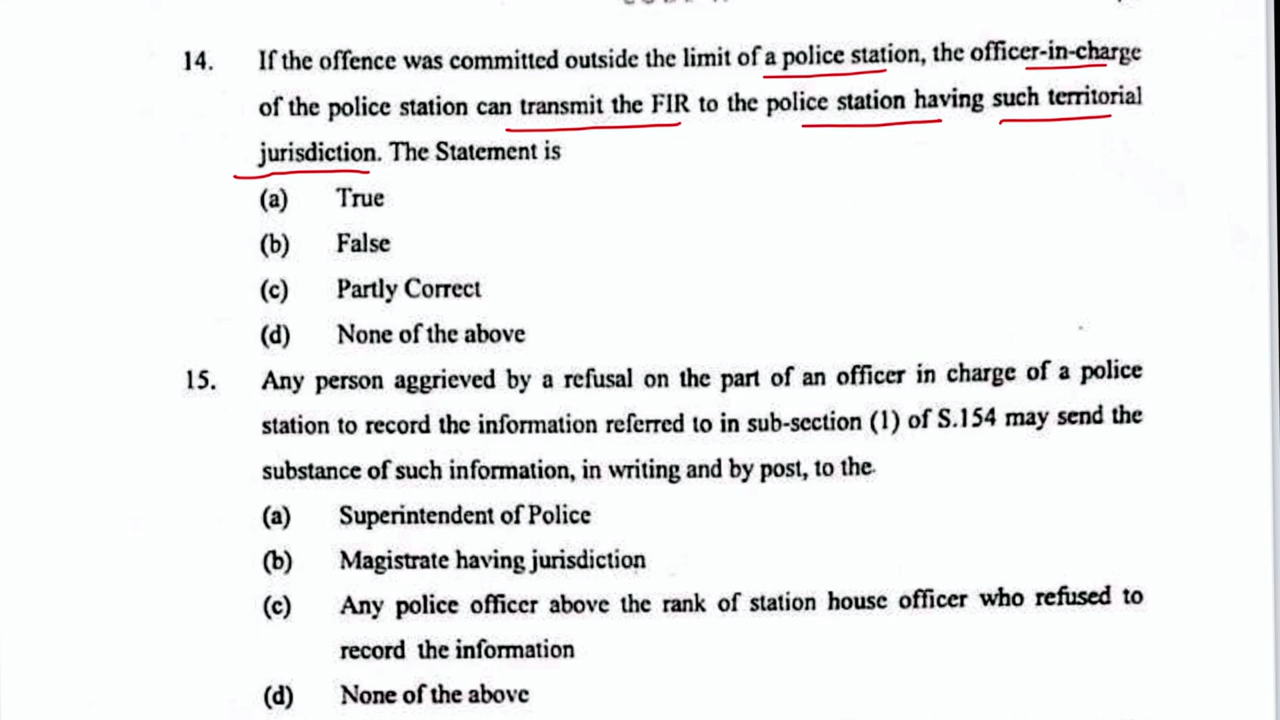 14. If the offence was committed outside the limit of a police station, the officer-in-charge
of the police station can transmit the FIR to the police station having such territorial
jurisdiction. The Statement is
(a) True
(b) False
(c) Partly Correct
(d) None of the above
15. Any person aggrieved by a refusal on the part of an officer in charge of a police
station to record the information referred to in sub-section (1) of S.154 may send the
substance of such information, in writing and by post, to the
(a) Superintendent of Police
(b) Magistrate having jurisdiction
(c) Any police officer above the rank of station house officer who refused to
record the information
(d) None of the above